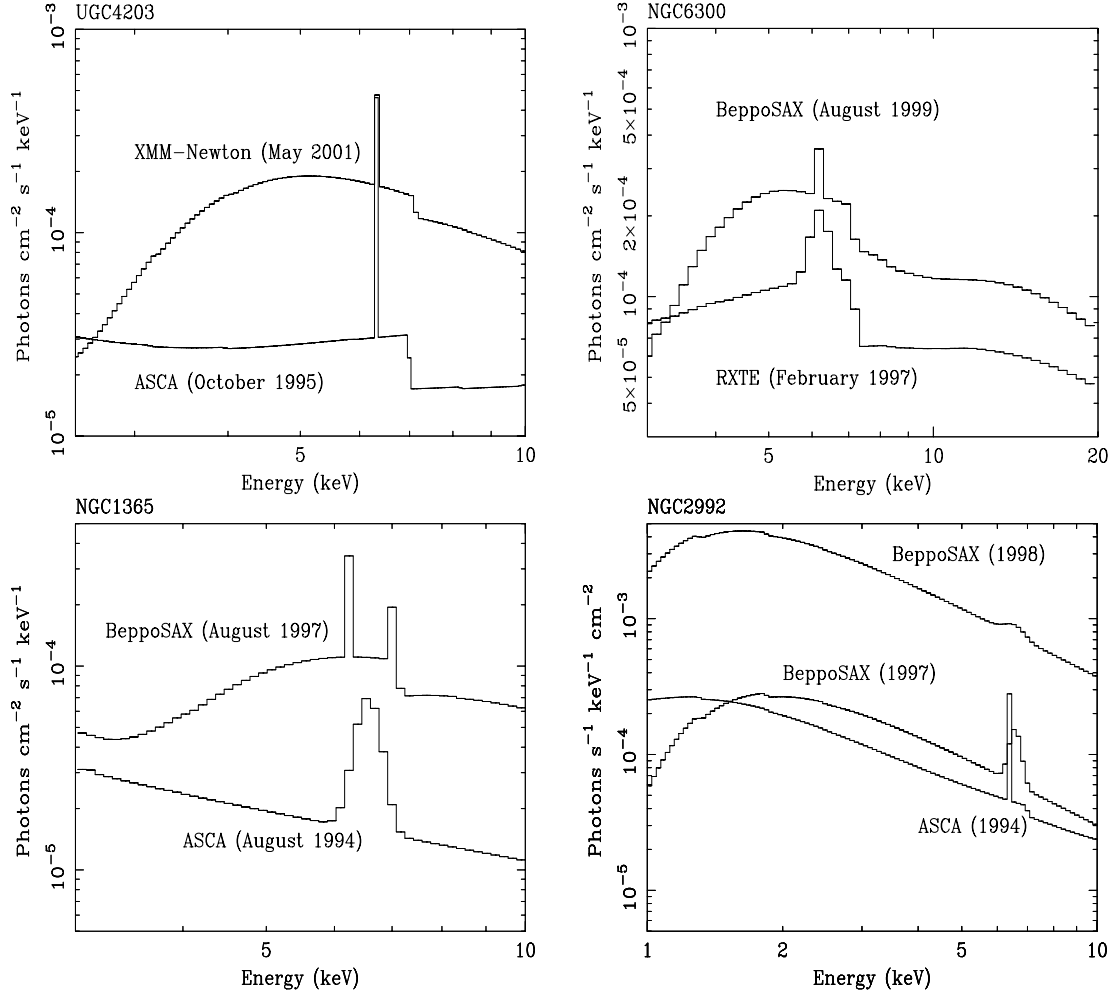 UGC4203
10⁻³
10⁻⁴
10⁻⁵
Photons cm⁻² s⁻¹ keV⁻¹
XMM−Newton (May 2001)
ASCA (October 1995)
5
10
Energy (keV)
NGC6300
10⁻³
5×10⁻⁴
2×10⁻⁴
10⁻⁴
5×10⁻⁵
Photons cm⁻² s⁻¹ keV⁻¹
BeppoSAX (August 1999)
RXTE (February 1997)
5
10
20
Energy (keV)
NGC1365
10⁻⁴
10⁻⁵
Photons cm⁻² s⁻¹ keV⁻¹
BeppoSAX (August 1997)
ASCA (August 1994)
5
10
Energy (keV)
NGC2992
10⁻³
10⁻⁴
10⁻⁵
Photons s⁻¹ keV⁻¹ cm⁻²
BeppoSAX (1998)
BeppoSAX (1997)
ASCA (1994)
1
2
5
10
Energy (keV)